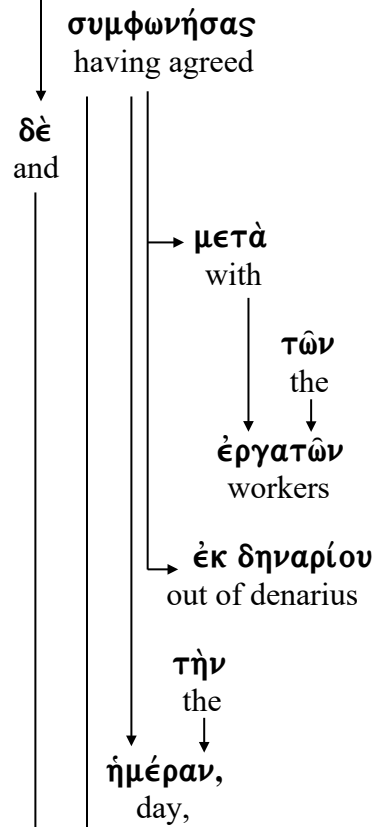 συμφωνήσας
having agreed
δὲ
and
μετὰ
with
τῶν
the
ἐργατῶν
workers
ἐκ δηναρίου
out of denarius
τὴν
the
ἡμέραν,
day,